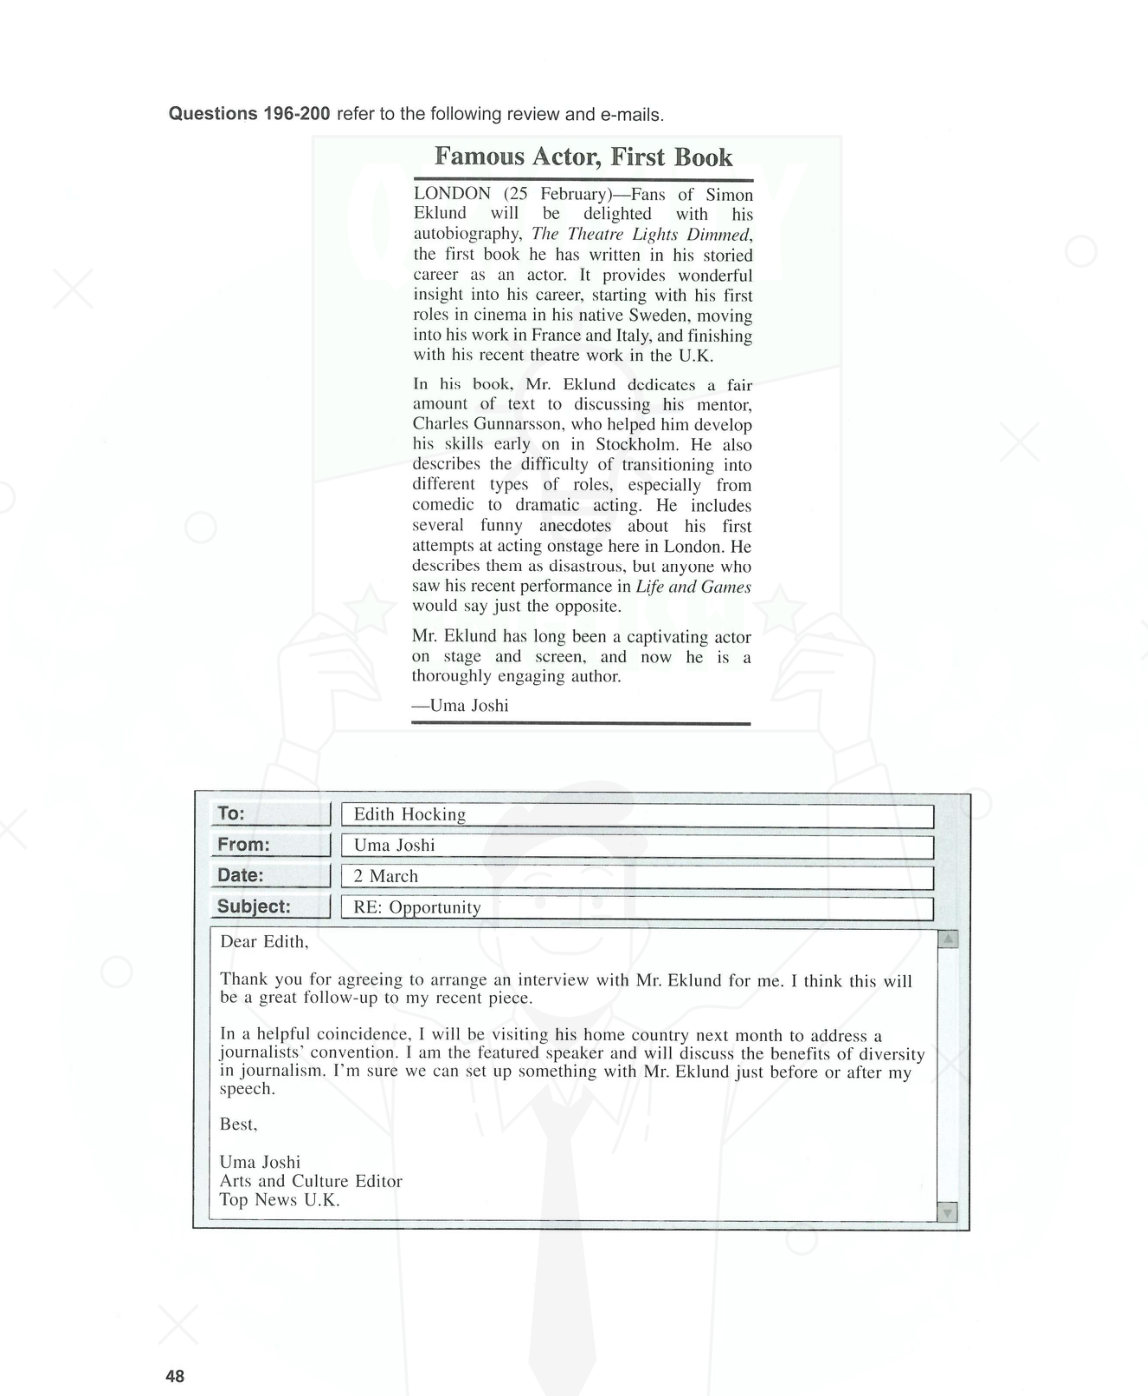 Questions 196-200 refer to the following review and e-mails.
Famous Actor, First Book
LONDON (25 February)—Fans of Simon
Eklund will be delighted with his
autobiography, The Theatre Lights Dimmed,
the first book he has written in his storied
career as an actor. It provides wonderful
insight into his career, starting with his first
roles in cinema in his native Sweden, moving
into his work in France and Italy, and finishing
with his recent theatre work in the U.K.
In his book, Mr. Eklund dedicates a fair
amount of text to discussing his mentor,
Charles Gunnarsson, who helped him develop
his skills early on in Stockholm. He also
describes the difficulty of transitioning into
different types of roles, especially from
comedic to dramatic acting. He includes
several funny anecdotes about his first
attempts at acting onstage here in London. He
describes them as disastrous, but anyone who
saw his recent performance in Life and Games
would say just the opposite.
Mr. Eklund has long been a captivating actor
on stage and screen, and now he is a
thoroughly engaging author.
—Uma Joshi
To: Edith Hocking
From: Uma Joshi
Date: 2 March
Subject: RE: Opportunity
Dear Edith,
Thank you for agreeing to arrange an interview with Mr. Eklund for me. I think this will
be a great follow-up to my recent piece.
In a helpful coincidence, I will be visiting his home country next month to address a
journalists' convention. I am the featured speaker and will discuss the benefits of diversity
in journalism. I'm sure we can set up something with Mr. Eklund just before or after my
speech.
Best,
Uma Joshi
Arts and Culture Editor
Top News U.K.
48